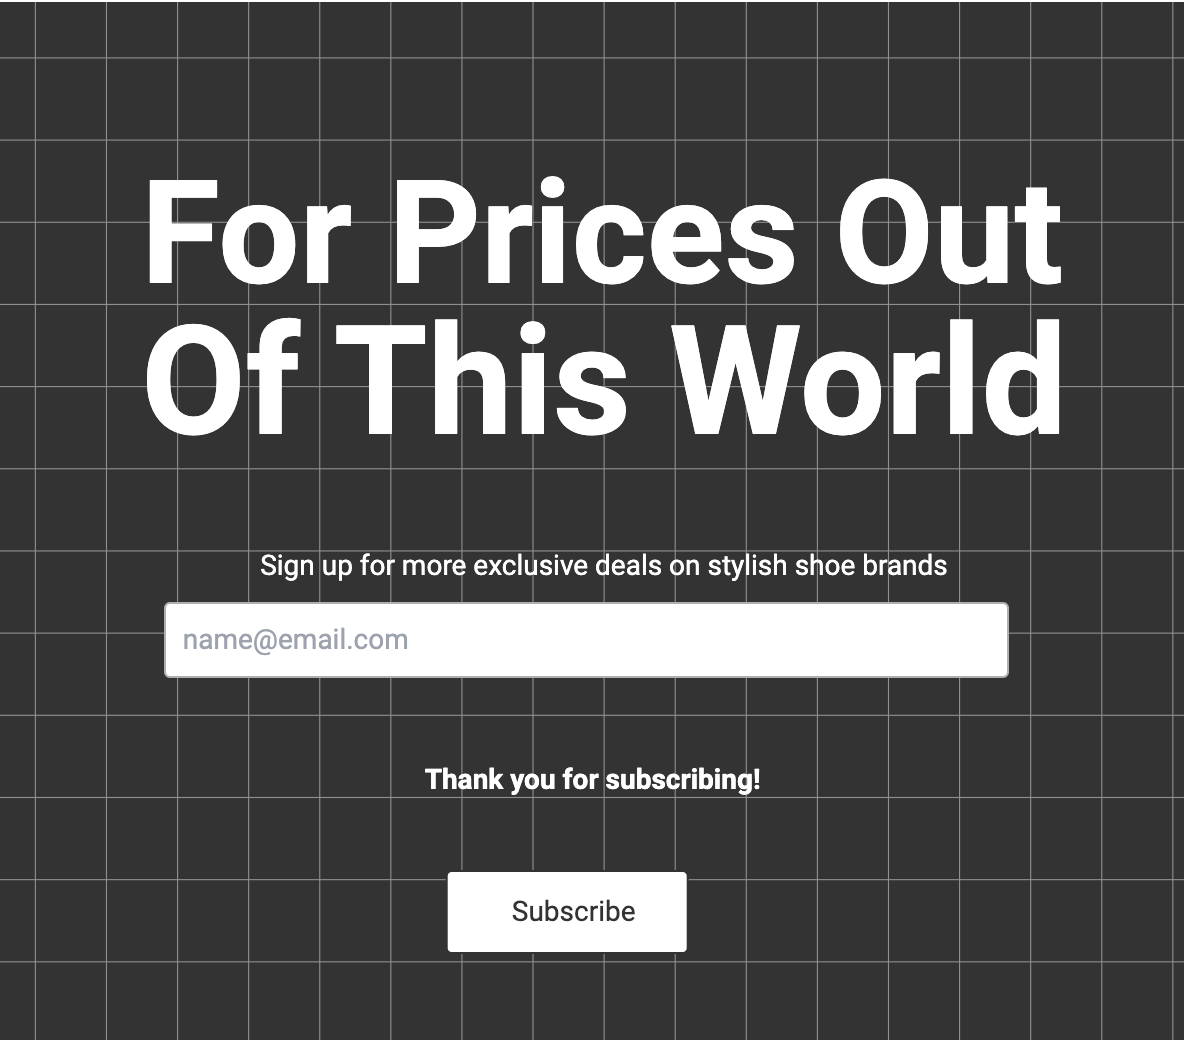 For Prices Out
Of This World
Sign up for more exclusive deals on stylish shoe brands
name@email.com
Thank you for subscribing!
Subscribe